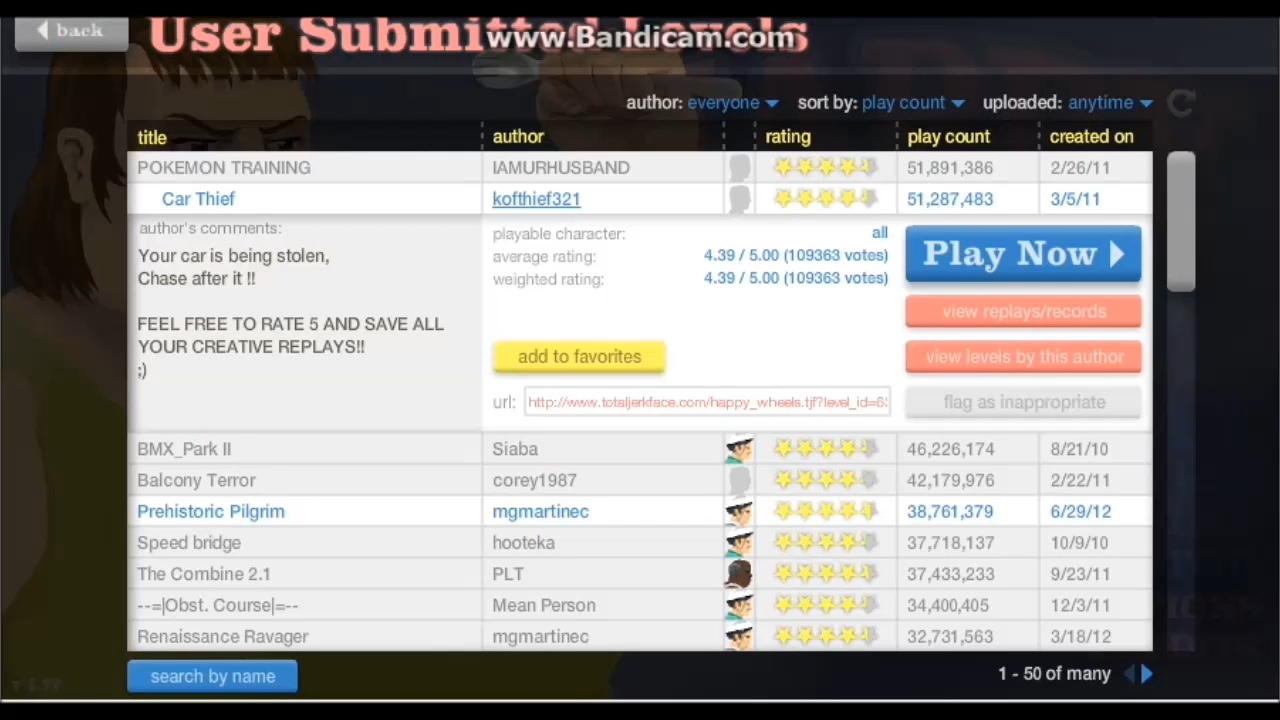 back
User Submitted Levels
www.Bandicam.com
author: everyone sort by: play count uploaded: anytime
title author rating play count created on
POKEMON TRAINING IAMURHUSBAND 51,891,386 2/26/11
Car Thief kofthief321 51,287,483 3/5/11
author's comments:
Your car is being stolen,
Chase after it !!
FEEL FREE TO RATE 5 AND SAVE ALL
YOUR CREATIVE REPLAYS!!
;)
playable character: all
average rating: 4.39 / 5.00 (109363 votes)
weighted rating: 4.39 / 5.00 (109363 votes)
add to favorites
url: http://www.totaljerkface.com/happy_wheels.tjf?level_id=6
Play Now
view replays/records
view levels by this author
flag as inappropriate
BMX_Park II Siaba 46,226,174 8/21/10
Balcony Terror corey1987 42,179,976 2/22/11
Prehistoric Pilgrim mgmartinec 38,761,379 6/29/12
Speed bridge hooteka 37,718,137 10/9/10
The Combine 2.1 PLT 37,433,233 9/23/11
--=|Obst. Course|=-- Mean Person 34,400,405 12/3/11
Renaissance Ravager mgmartinec 32,731,563 3/18/12
search by name
1 - 50 of many